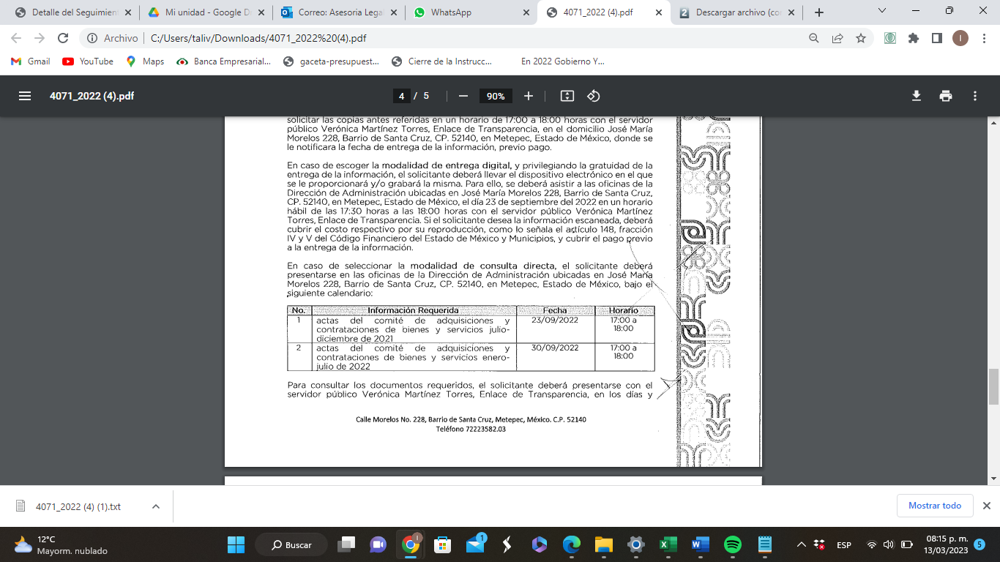 Detalle del Seguimien
Mi unidad - Google D
Correo: Asesoria Lega
WhatsApp
4071_2022 (4).pdf
Descargar archivo (co
Archivo
C:/Users/taliv/Downloads/4071_2022%20(4).pdf
I
Gmail
YouTube
Maps
Banca Empresarial...
gaceta-presupuest...
Cierre de la Instrucc...
En 2022 Gobierno Y...
4071_2022 (4).pdf
4 / 5
90%
solicitar las copias antes referidas en un horario de 17:00 a 18:00 horas con el servidor
público Verónica Martínez Torres, Enlace de Transparencia, en el domicilio José María
Morelos 228, Barrio de Santa Cruz, CP. 52140, en Metepec, Estado de México, donde se
le notificara la fecha de entrega de la información, previo pago.
En caso de escoger la modalidad de entrega digital, y privilegiando la gratuidad de la
entrega de la información, el solicitante deberá llevar el dispositivo electrónico en el que
se le proporcionará y/o grabará la misma. Para ello, se deberá asistir a las oficinas de la
Dirección de Administración ubicadas en José María Morelos 228, Barrio de Santa Cruz,
CP. 52140, en Metepec, Estado de México, el día 23 de septiembre del 2022 en un horario
hábil de las 17:30 horas a las 18:00 horas con el servidor público Verónica Martínez
Torres, Enlace de Transparencia. Si el solicitante desea la información escaneada, deberá
cubrir el costo respectivo por su reproducción, como lo señala el artículo 148, fracción
IV y V del Código Financiero del Estado de México y Municipios, y cubrir el pago previo
a la entrega de la información.
En caso de seleccionar la modalidad de consulta directa, el solicitante deberá
presentarse en las oficinas de la Dirección de Administración ubicadas en José María
Morelos 228, Barrio de Santa Cruz, CP. 52140, en Metepec, Estado de México, bajo el
siguiente calendario:
No. Información Requerida Fecha Horario
1 actas del comité de adquisiciones y 23/09/2022 17:00 a
contrataciones de bienes y servicios julio- 18:00
diciembre de 2021
2 actas del comité de adquisiciones y 30/09/2022 17:00 a
contrataciones de bienes y servicios enero- 18:00
julio de 2022
Para consultar los documentos requeridos, el solicitante deberá presentarse con el
servidor público Verónica Martínez Torres, Enlace de Transparencia, en los días y
Calle Morelos No. 228, Barrio de Santa Cruz, Metepec, México. C.P. 52140
Teléfono 72223582.03
4071_2022 (4) (1).txt
Mostrar todo
12°C
Mayorm. nublado
Buscar
1
ESP
08:15 p. m.
13/03/2023
5